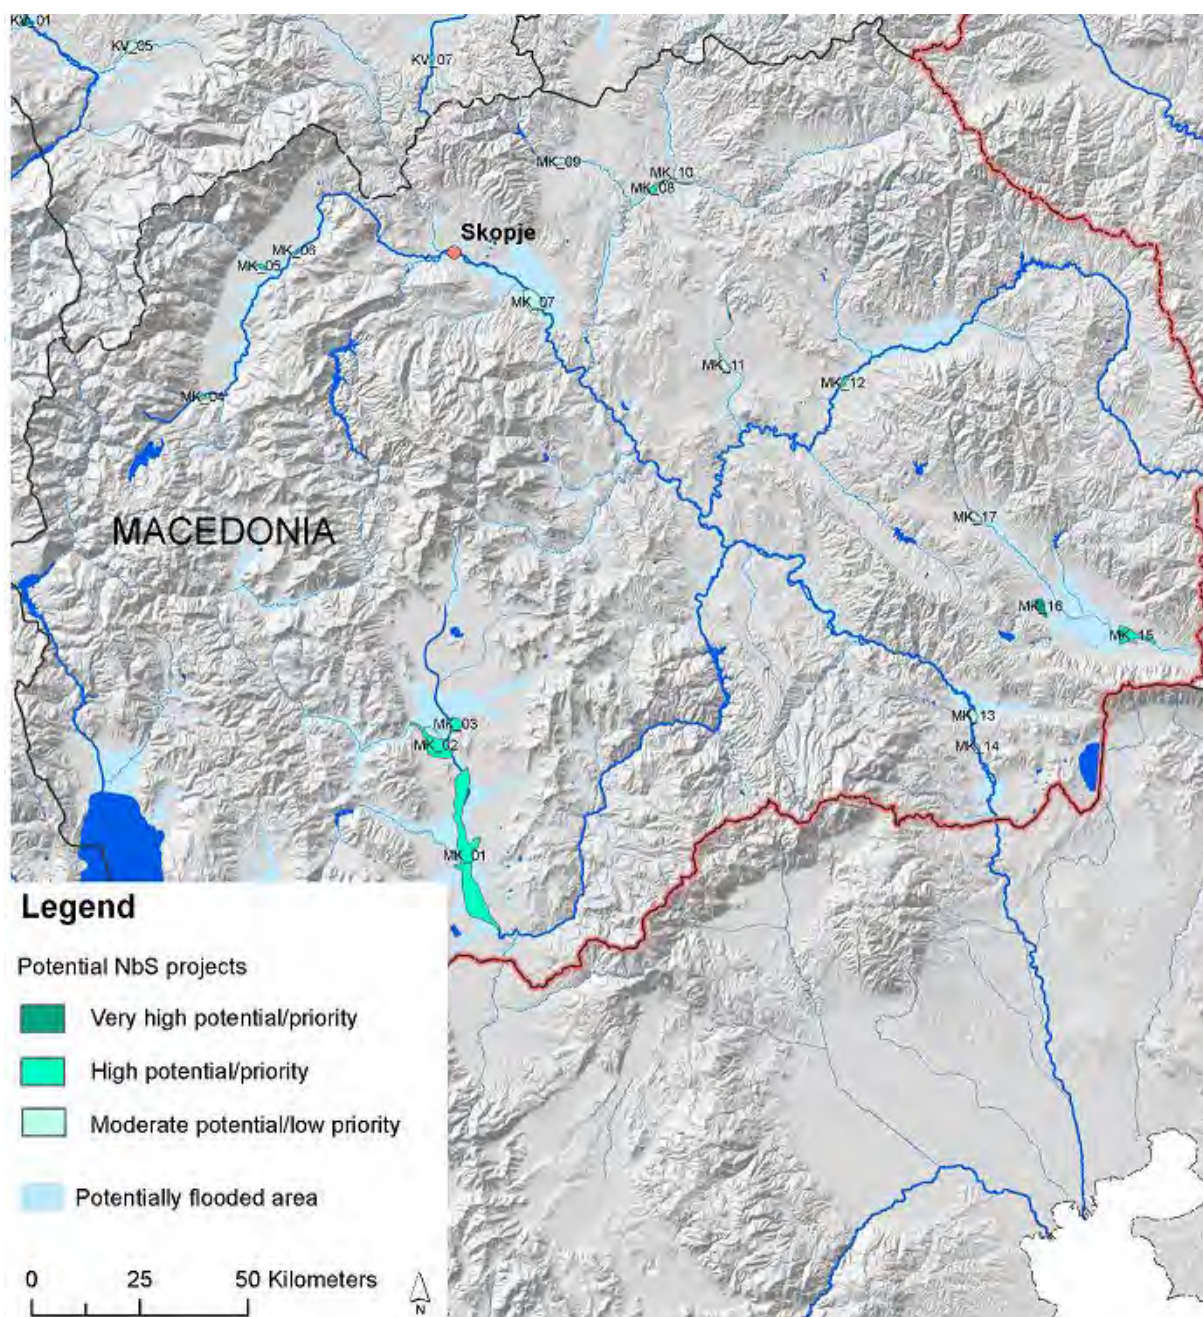 KV_01
KV_05
KV_07
MK_09
MK_10
MK_08
Skopje
MK_06
MK_05
MK_07
MK_11
MK_12
MK_04
MACEDONIA
MK_17
MK_16
MK_15
MK_03
MK_02
MK_13
MK_14
MK_01
Legend
Potential NbS projects
Very high potential/priority
High potential/priority
Moderate potential/low priority
Potentially flooded area
0 25 50 Kilometers
N